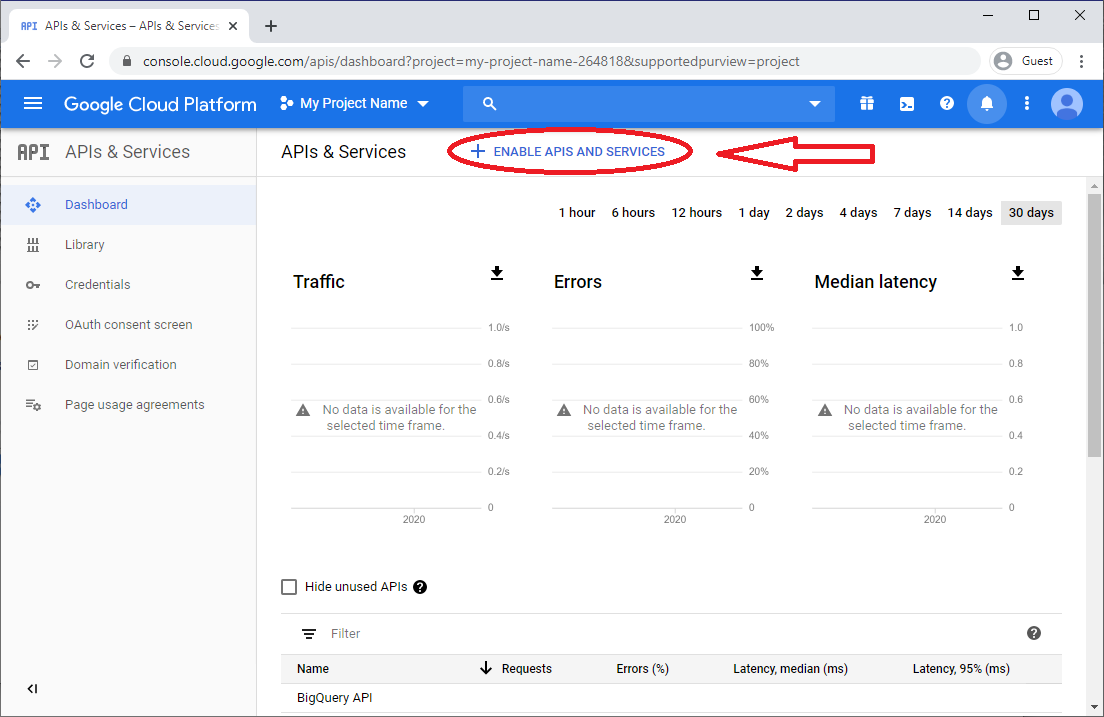 API APIs & Services – APIs & Services
console.cloud.google.com/apis/dashboard?project=my-project-name-264818&supportedpurview=project
Guest
Google Cloud Platform
My Project Name
API APIs & Services
APIs & Services
ENABLE APIS AND SERVICES
Dashboard
Library
Credentials
OAuth consent screen
Domain verification
Page usage agreements
1 hour 6 hours 12 hours 1 day 2 days 4 days 7 days 14 days 30 days
Traffic
1.0/s
0.8/s
0.6/s
No data is available for the
selected time frame.
0.4/s
0.2/s
0
2020
Errors
100%
80%
60%
No data is available for the
selected time frame.
40%
20%
0
2020
Median latency
1.0
0.8
0.6
No data is available for the
selected time frame.
0.4
0.2
0
2020
Hide unused APIs
Filter
Name Requests Errors (%) Latency, median (ms) Latency, 95% (ms)
BigQuery API